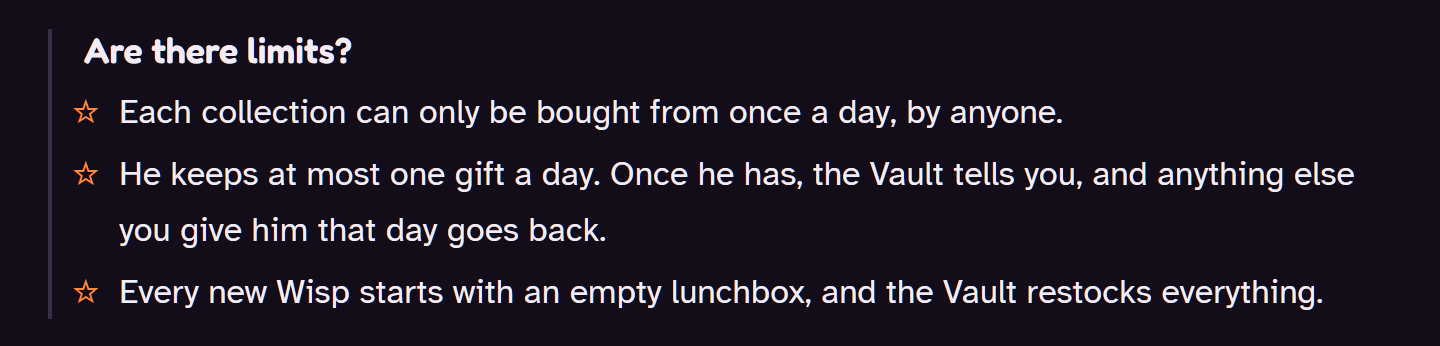 Are there limits?
☆ Each collection can only be bought from once a day, by anyone.
☆ He keeps at most one gift a day. Once he has, the Vault tells you, and anything else
you give him that day goes back.
☆ Every new Wisp starts with an empty lunchbox, and the Vault restocks everything.